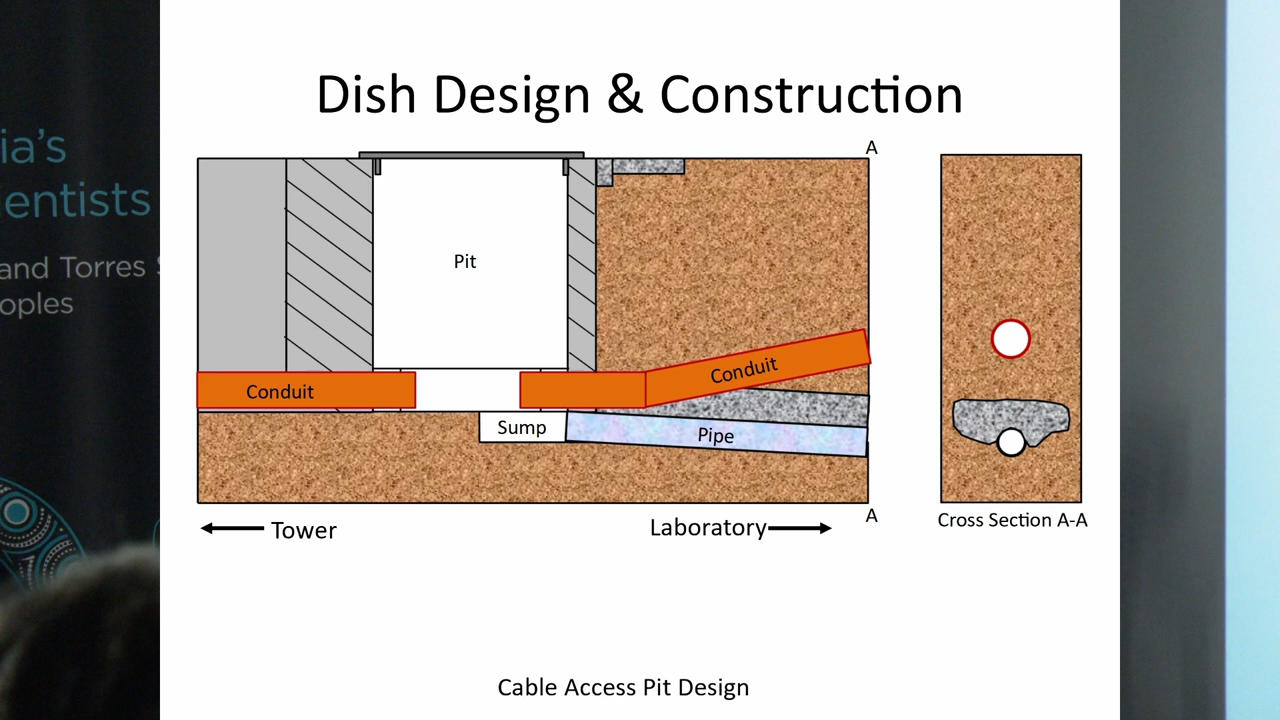 ia's
entists
and Torres S
oples
Dish Design & Construction
A
Pit
Conduit
Conduit
Sump
Pipe
Tower
Laboratory
A
Cross Section A-A
Cable Access Pit Design